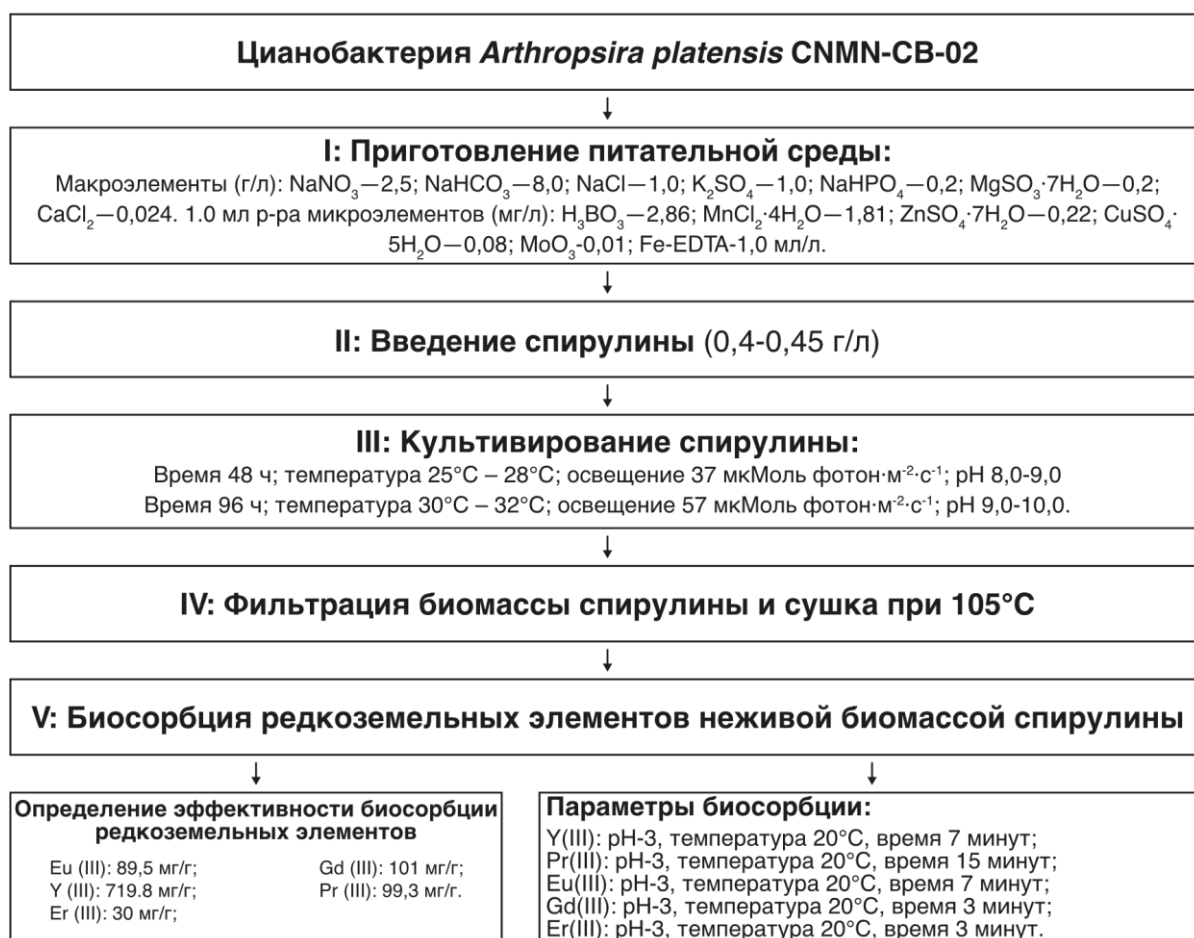 Цианобактерия Arthropsira platensis CNMN-CB-02
I: Приготовление питательной среды:
Макроэлементы (г/л): NaNO₃—2,5; NaHCO₃—8,0; NaCl—1,0; K₂SO₄—1,0; NaHPO₄—0,2; MgSO₃·7H₂O—0,2;
CaCl₂—0,024. 1.0 мл р-ра микроэлементов (мг/л): H₃BO₃—2,86; MnCl₂·4H₂O—1,81; ZnSO₄·7H₂O—0,22; CuSO₄·
5H₂O—0,08; MoO₃-0,01; Fe-EDTA-1,0 мл/л.
II: Введение спирулины (0,4-0,45 г/л)
III: Культивирование спирулины:
Время 48 ч; температура 25°C – 28°C; освещение 37 мкМоль фотон·м⁻²·с⁻¹; pH 8,0-9,0
Время 96 ч; температура 30°C – 32°C; освещение 57 мкМоль фотон·м⁻²·с⁻¹; pH 9,0-10,0.
IV: Фильтрация биомассы спирулины и сушка при 105°C
V: Биосорбция редкоземельных элементов неживой биомассой спирулины
Определение эффективности биосорбции
редкоземельных элементов
Eu (III): 89,5 мг/г;
Y (III): 719.8 мг/г;
Er (III): 30 мг/г;
Gd (III): 101 мг/г;
Pr (III): 99,3 мг/г.
Параметры биосорбции:
Y(III): pH-3, температура 20°C, время 7 минут;
Pr(III): pH-3, температура 20°C, время 15 минут;
Eu(III): pH-3, температура 20°C, время 7 минут;
Gd(III): pH-3, температура 20°C, время 3 минут;
Er(III): pH-3, температура 20°C, время 3 минут.